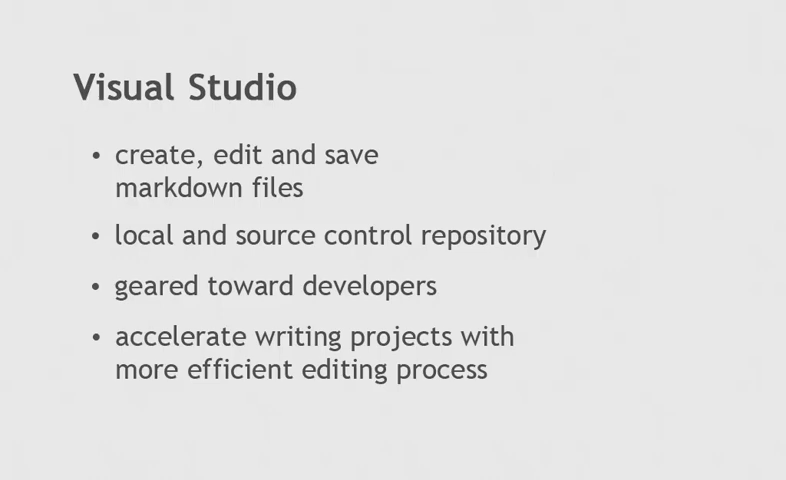 Visual Studio
• create, edit and save
markdown files
• local and source control repository
• geared toward developers
• accelerate writing projects with
more efficient editing process